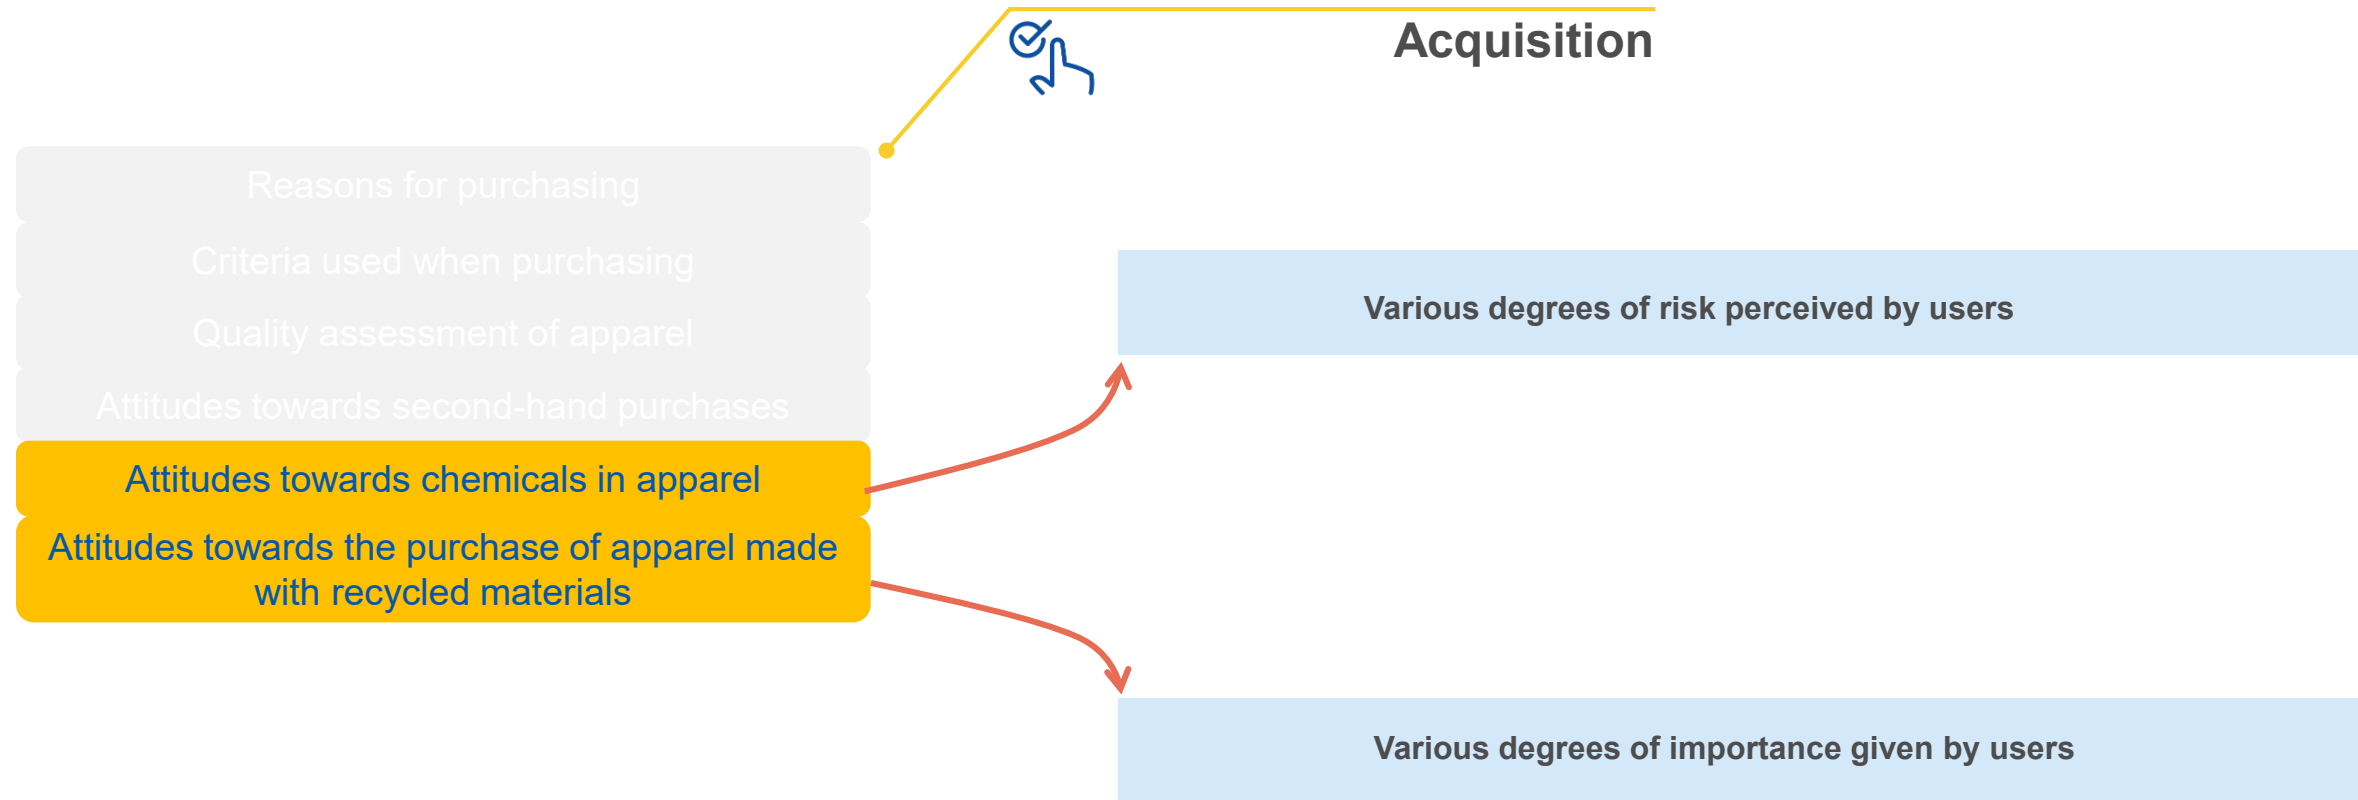 Acquisition
Reasons for purchasing
Criteria used when purchasing
Quality assessment of apparel
Attitudes towards second-hand purchases
Attitudes towards chemicals in apparel
Attitudes towards the purchase of apparel made
with recycled materials
Various degrees of risk perceived by users
Various degrees of importance given by users